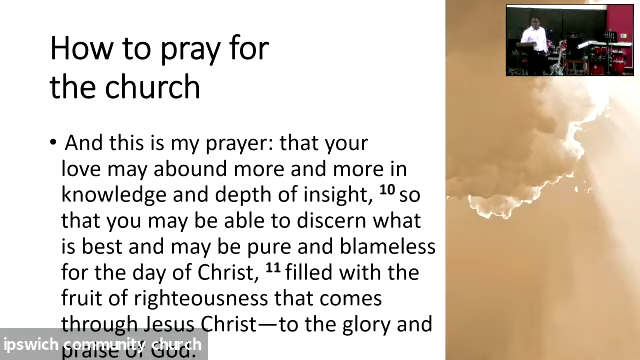 How to pray for
the church
• And this is my prayer: that your
love may abound more and more in
knowledge and depth of insight, 10 so
that you may be able to discern what
is best and may be pure and blameless
for the day of Christ, 11 filled with the
fruit of righteousness that comes
through Jesus Christ—to the glory and
praise of God.
ipswich community church